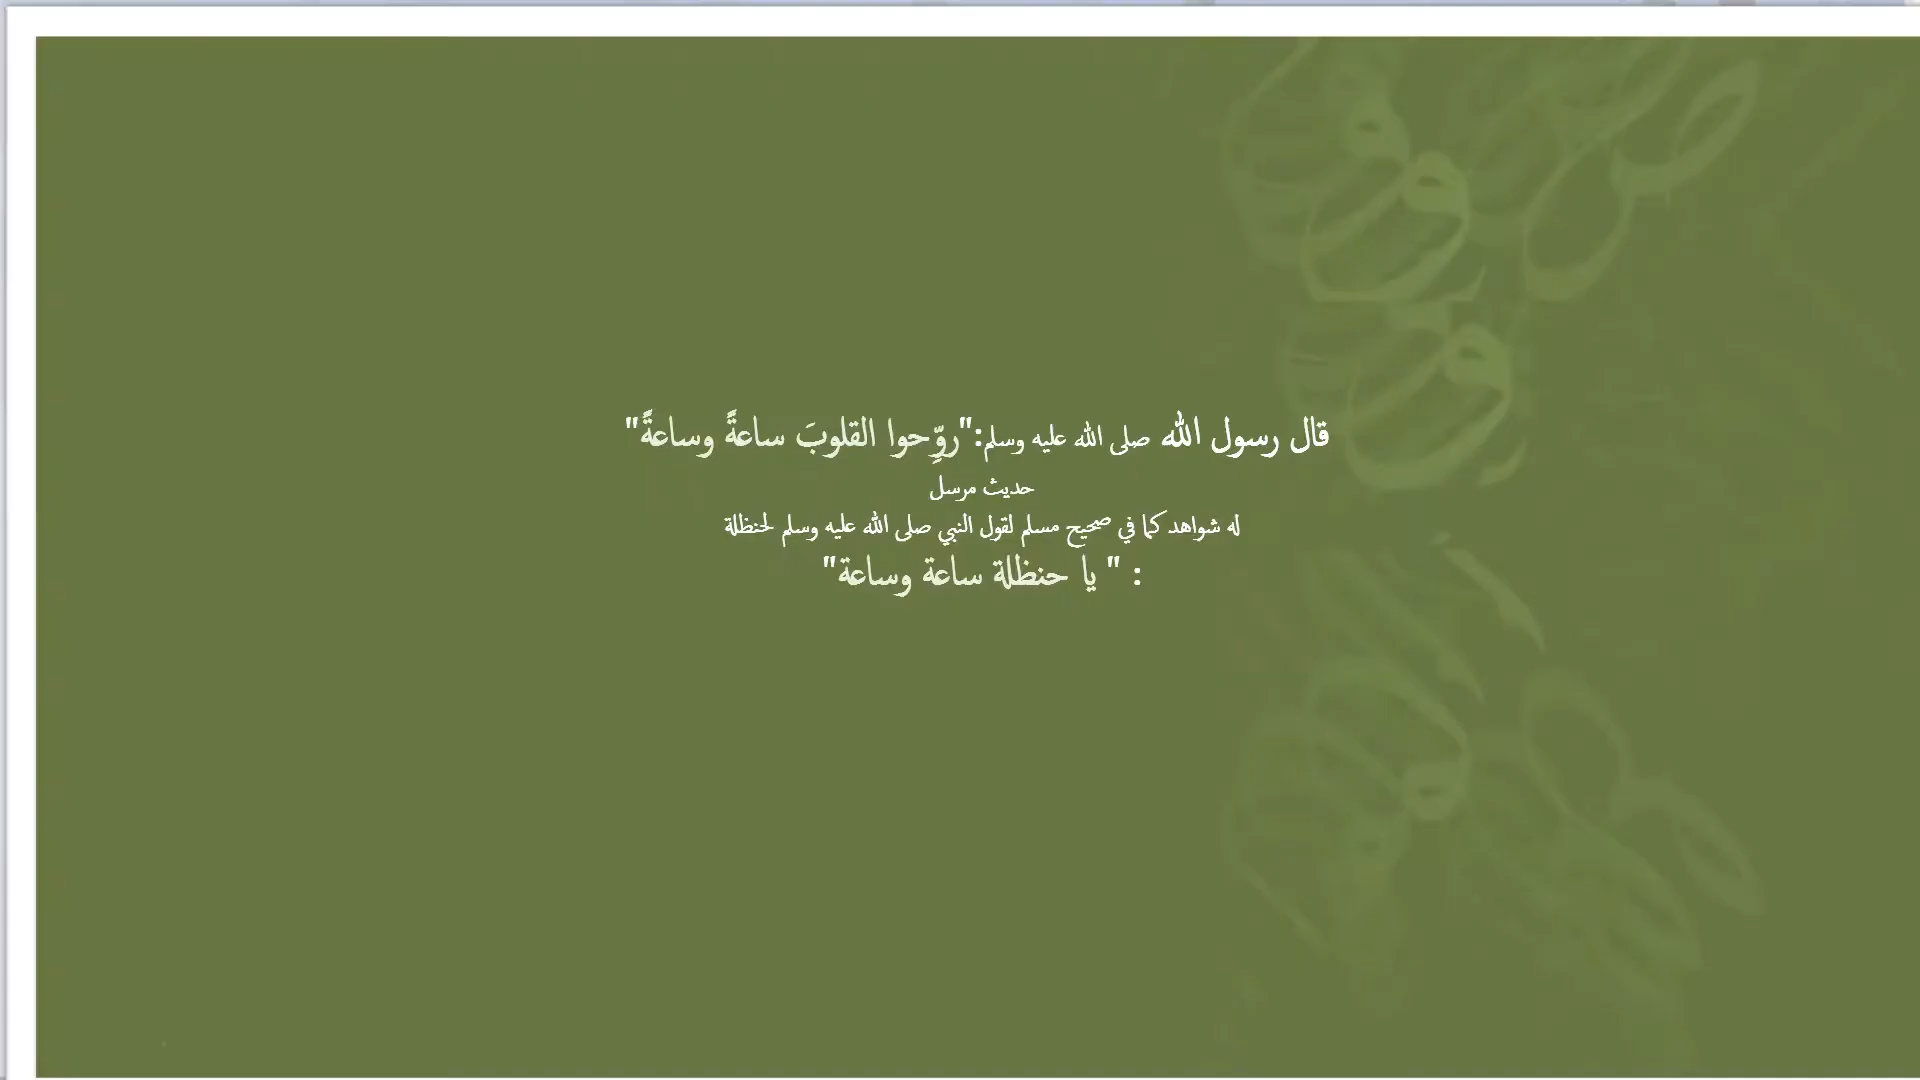 قال رسول الله صلى الله عليه وسلم:"روِّحوا القلوبَ ساعةً وساعةً"
حديث مرسل
له شواهد كما في صحيح مسلم لقول النبي صلى الله عليه وسلم لحنظلة
: " يا حنظلة ساعة وساعة"